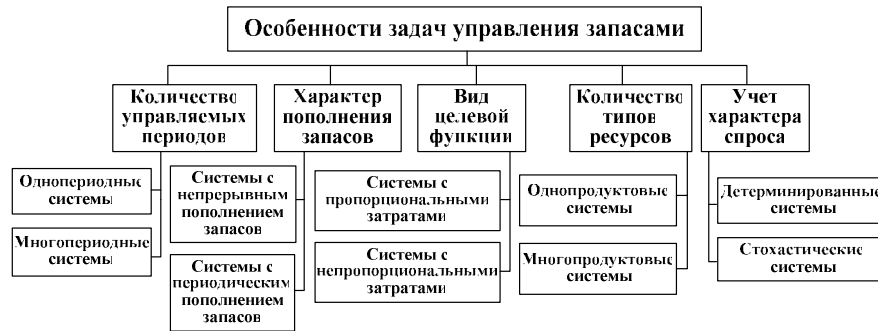 Особенности задач управления запасами
Количество
управляемых
периодов
Характер
пополнения
запасов
Вид
целевой
функции
Количество
типов
ресурсов
Учет
характера
спроса
Однопериодные
системы
Многопериодные
системы
Системы с
непрерывным
пополнением
запасов
Системы с
периодическим
пополнением
запасов
Системы с
пропорциональными
затратами
Системы с
непропорциональными
затратами
Однопродуктовые
системы
Многопродуктовые
системы
Детерминированные
системы
Стохастические
системы